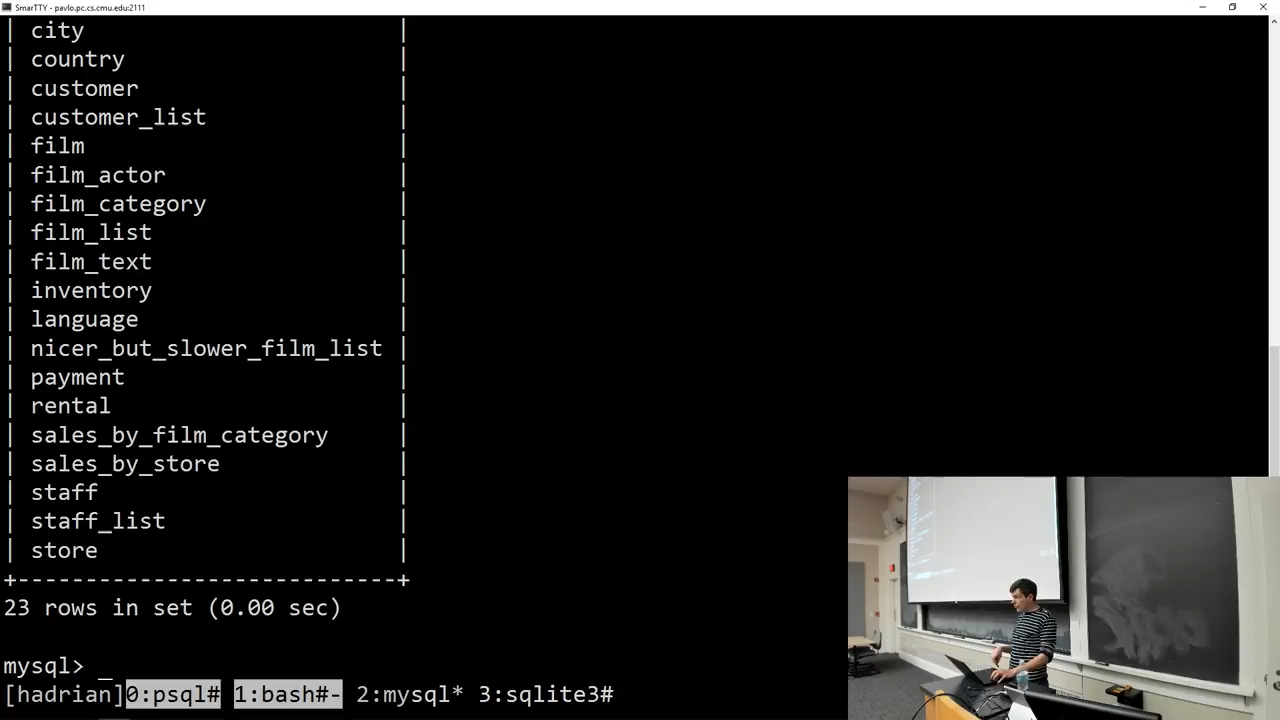 SmarTTY - pavlo.pc.cs.cmu.edu:2111
| city |
| country |
| customer |
| customer_list |
| film |
| film_actor |
| film_category |
| film_list |
| film_text |
| inventory |
| language |
| nicer_but_slower_film_list |
| payment |
| rental |
| sales_by_film_category |
| sales_by_store |
| staff |
| staff_list |
| store |
+----------------------------+
23 rows in set (0.00 sec)
mysql> _
[hadrian]0:psql# 1:bash#- 2:mysql* 3:sqlite3#